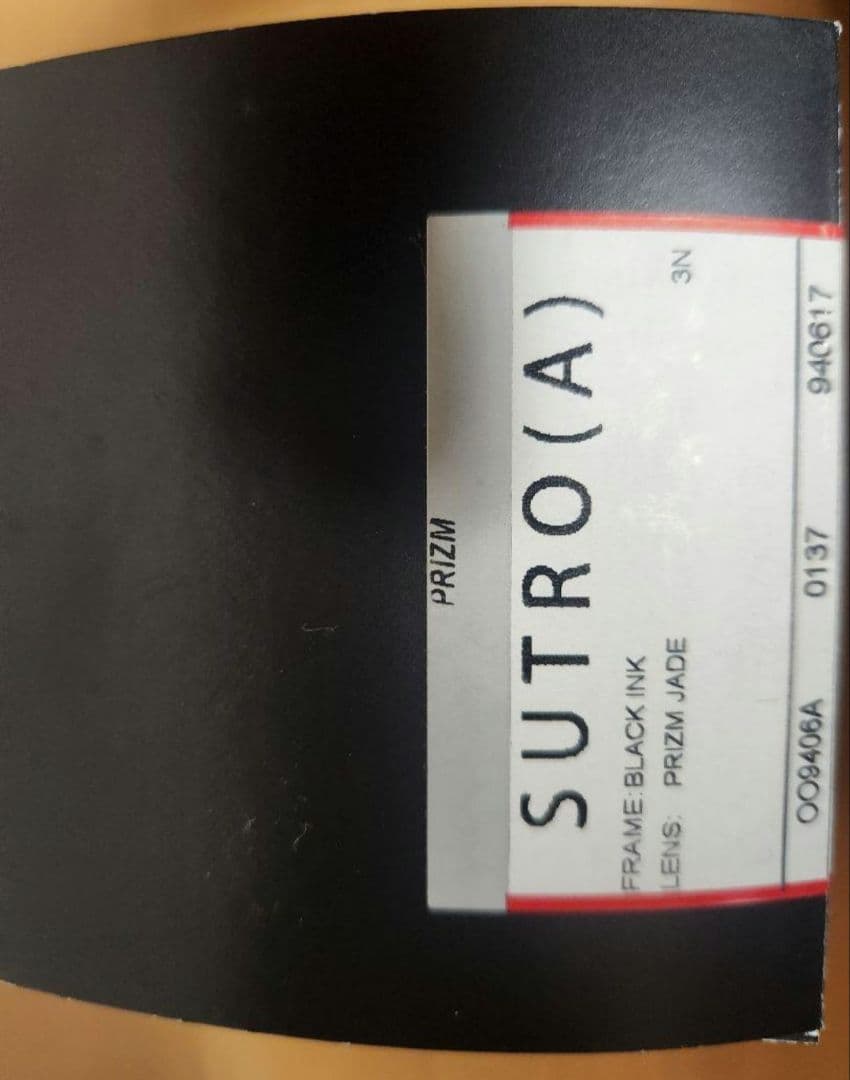 PRIZM
SUTRO(A)
FRAME: BLACK INK
LENS: PRIZM JADE 3N
OO9406A 0137 940617